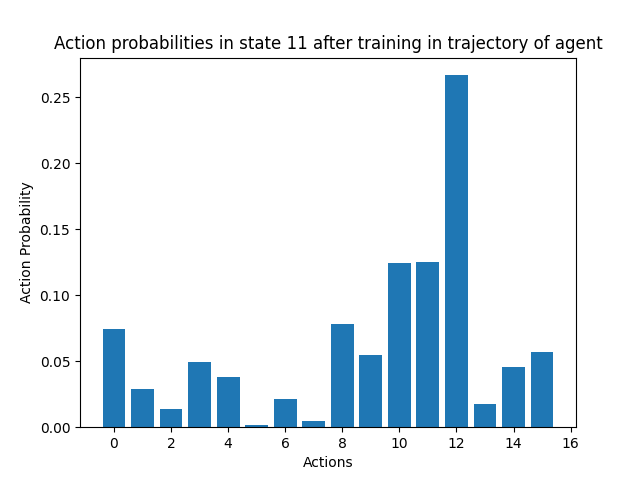 Action probabilities in state 11 after training in trajectory of agent
0.25
0.20
0.15
0.10
0.05
0.00
Action Probability
0 2 4 6 8 10 12 14 16
Actions